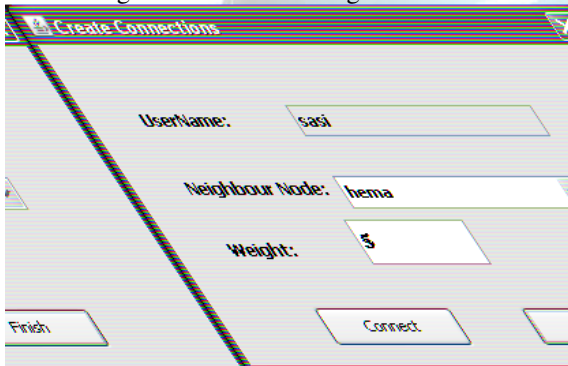 Create Connections
UserName: sasi
Neighbour Node: hema
Weight: 5
Finish
Connect